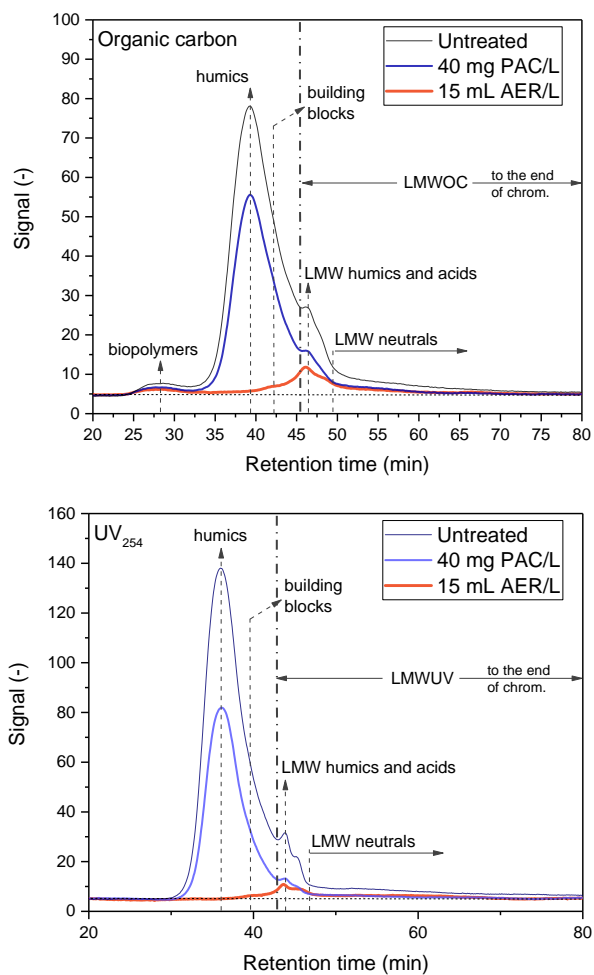 Organic carbon
Untreated
40 mg PAC/L
15 mL AER/L
humics
building
blocks
LMWOC
to the end
of chrom.
LMW humics and acids
LMW neutrals
biopolymers
Signal (-)
100
90
80
70
60
50
40
30
20
10
0
20 25 30 35 40 45 50 55 60 65 70 75 80
Retention time (min)
UV254
Untreated
40 mg PAC/L
15 mL AER/L
humics
building
blocks
LMWUV
to the end
of chrom.
LMW humics and acids
LMW neutrals
Signal (-)
160
140
120
100
80
60
40
20
0
20 40 60 80
Retention time (min)